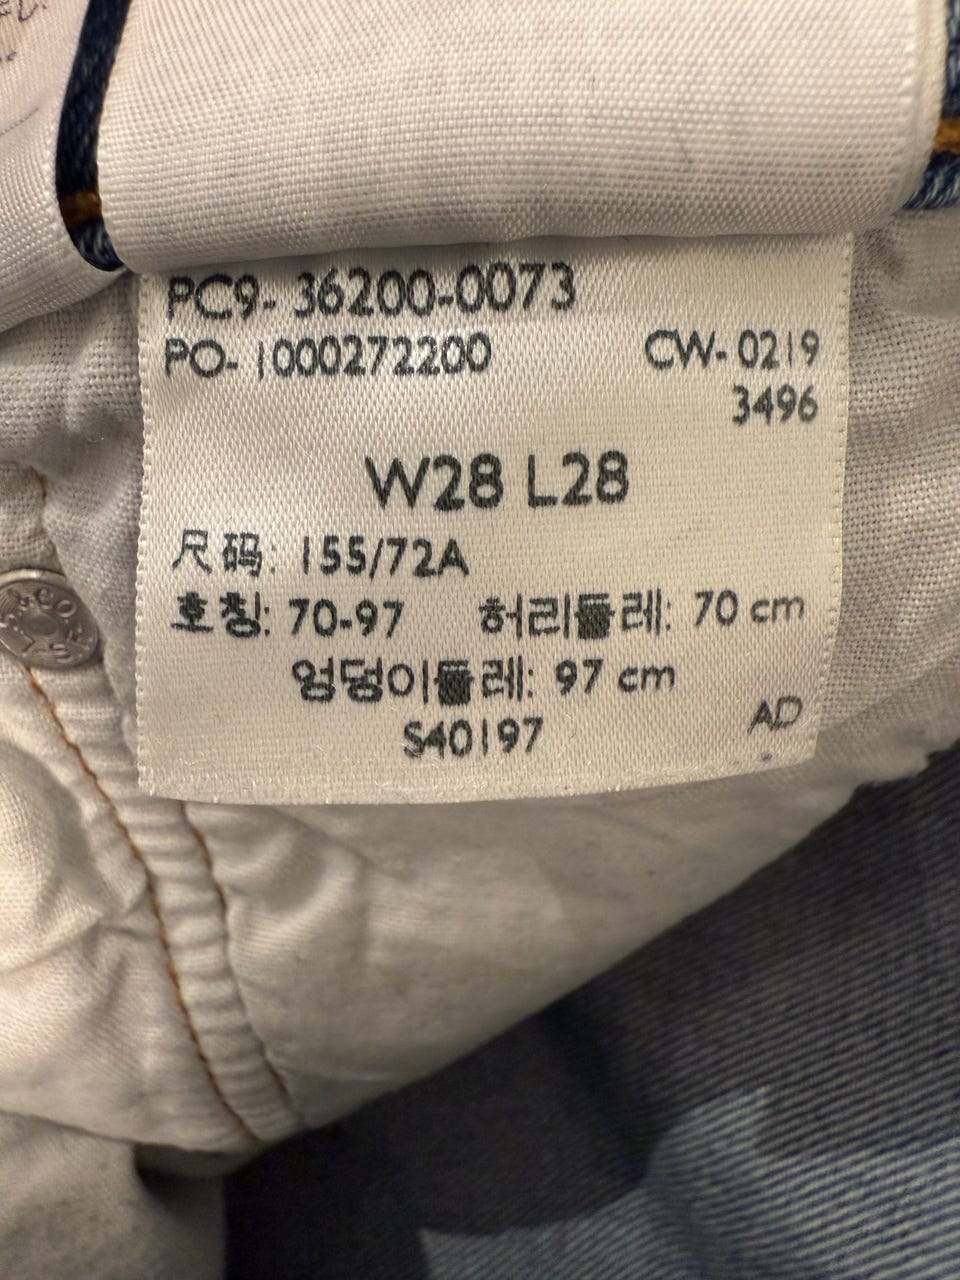 PC9- 36200-0073
PO- 1000272200 CW- 0219
3496
W28 L28
尺码: 155/72A
호칭: 70-97 허리둘레: 70 cm
엉덩이둘레: 97 cm
S40197 AD